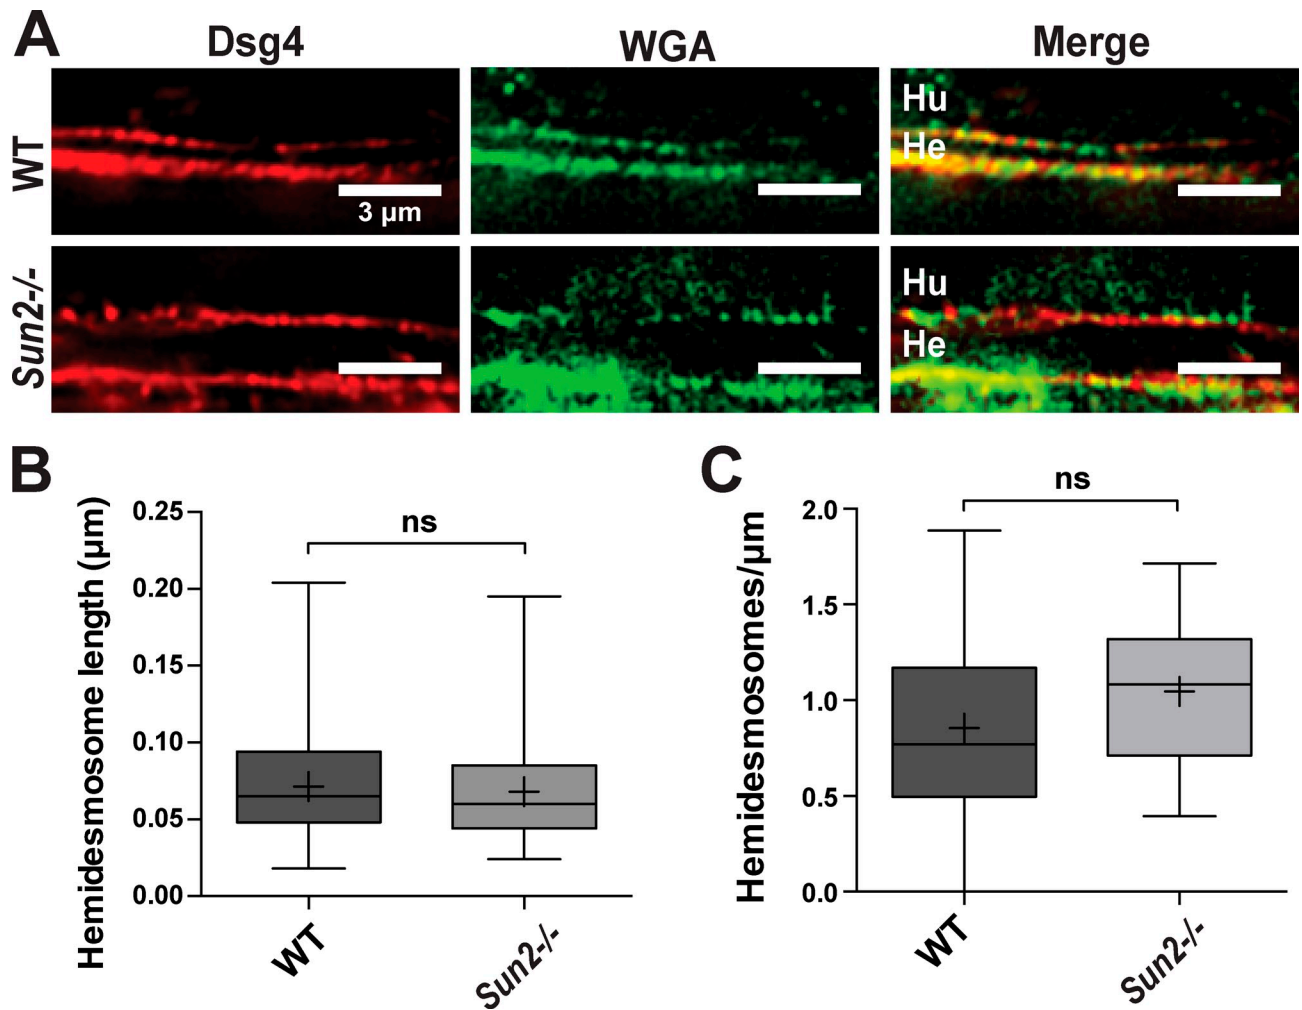 A
Dsg4
WGA
Merge
WT
3 μm
Hu
He
Sun2-/-
Hu
He
B
Hemidesmosome length (μm)
0.25
0.20
0.15
0.10
0.05
0.00
ns
WT
Sun2-/-
C
Hemidesmosomes/μm
2.0
1.5
1.0
0.5
0.0
ns
WT
Sun2-/-